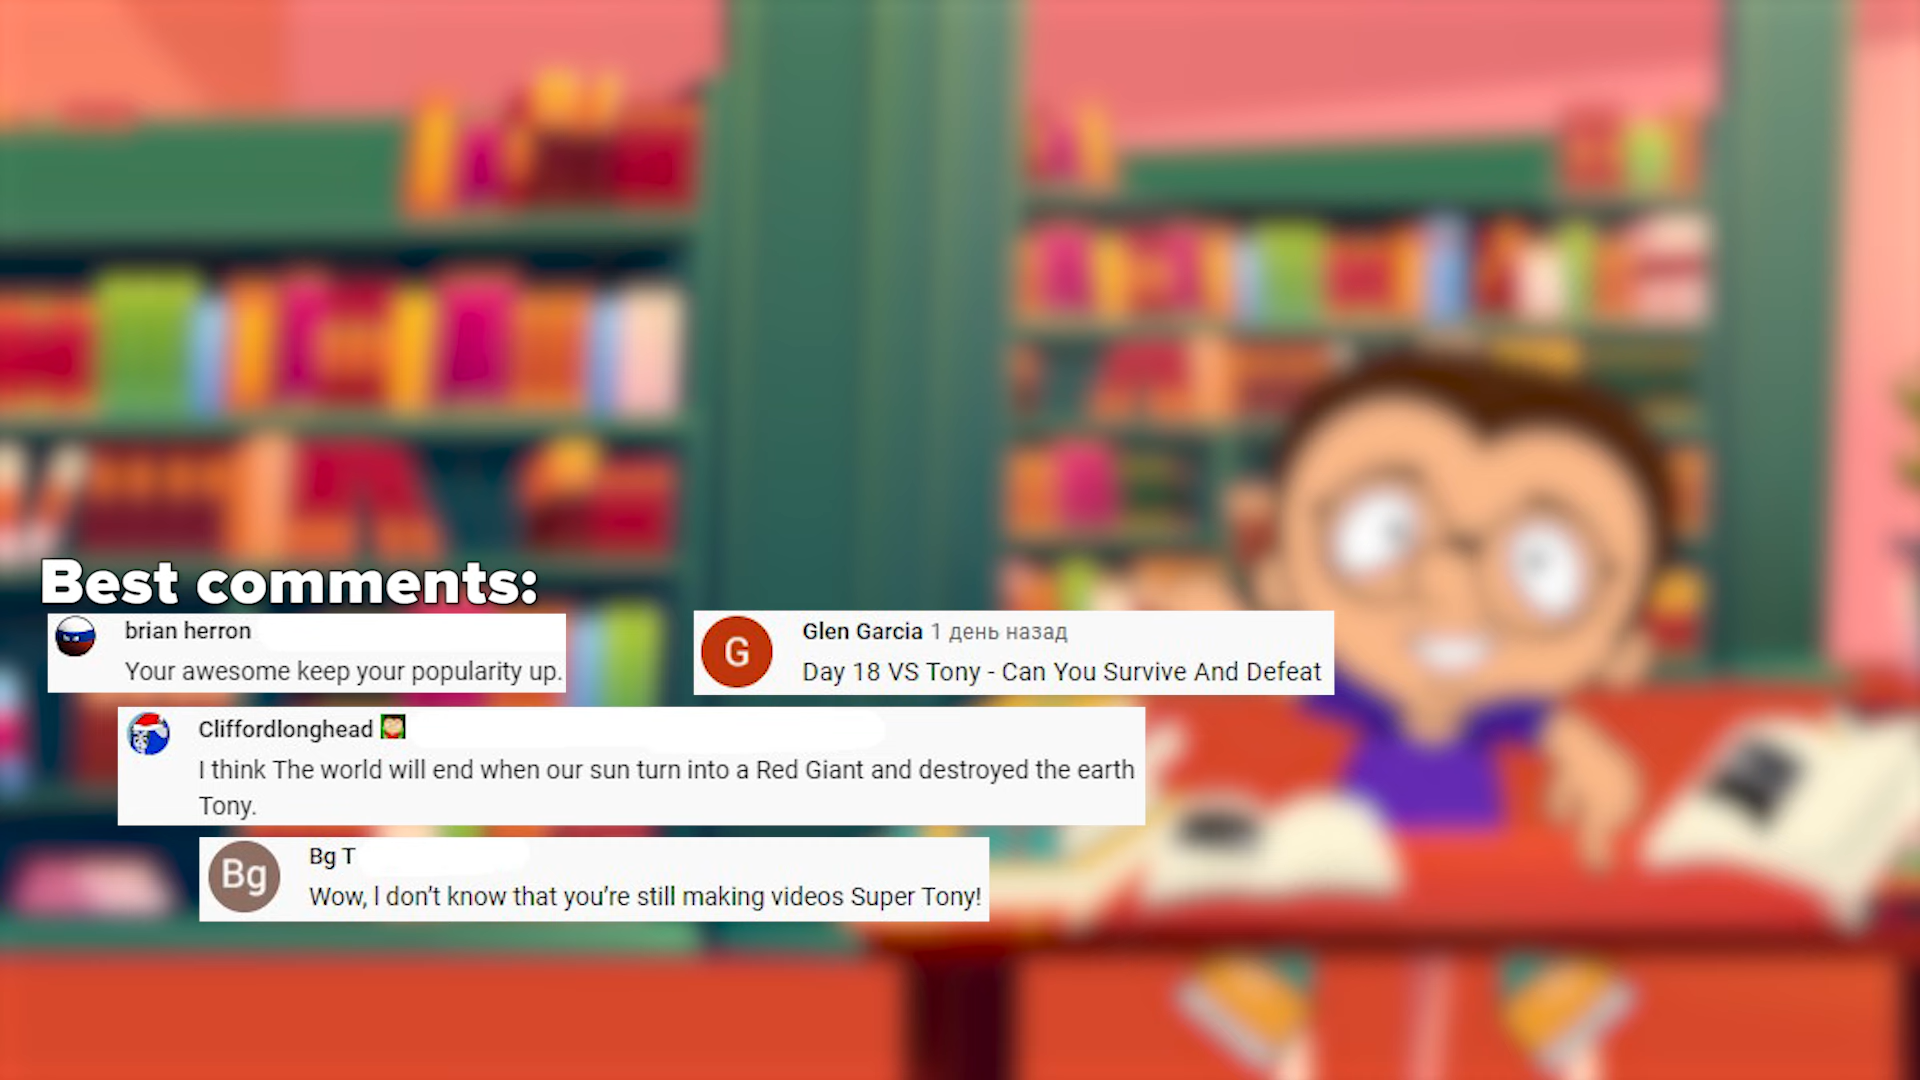 Best comments:
brian herron
Your awesome keep your popularity up.
G
Glen Garcia 1 день назад
Day 18 VS Tony - Can You Survive And Defeat
Cliffordlonghead
I think The world will end when our sun turn into a Red Giant and destroyed the earth
Tony.
Bg
Bg T
Wow, I don’t know that you’re still making videos Super Tony!